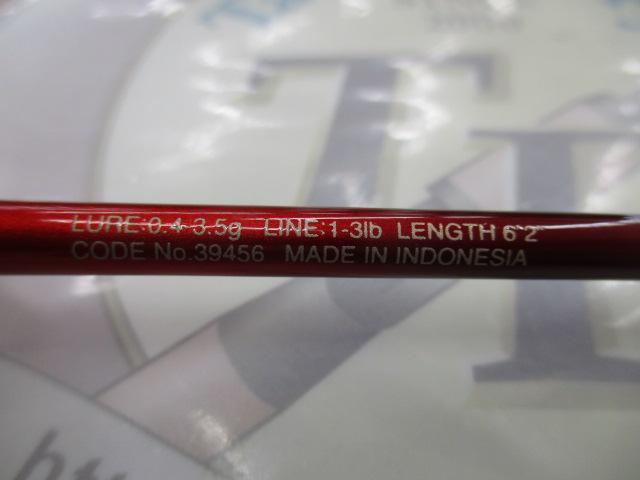 LURE:0.4-3.5g LINE:1-3lb LENGTH 6'2"
CODE No.39456 MADE IN INDONESIA